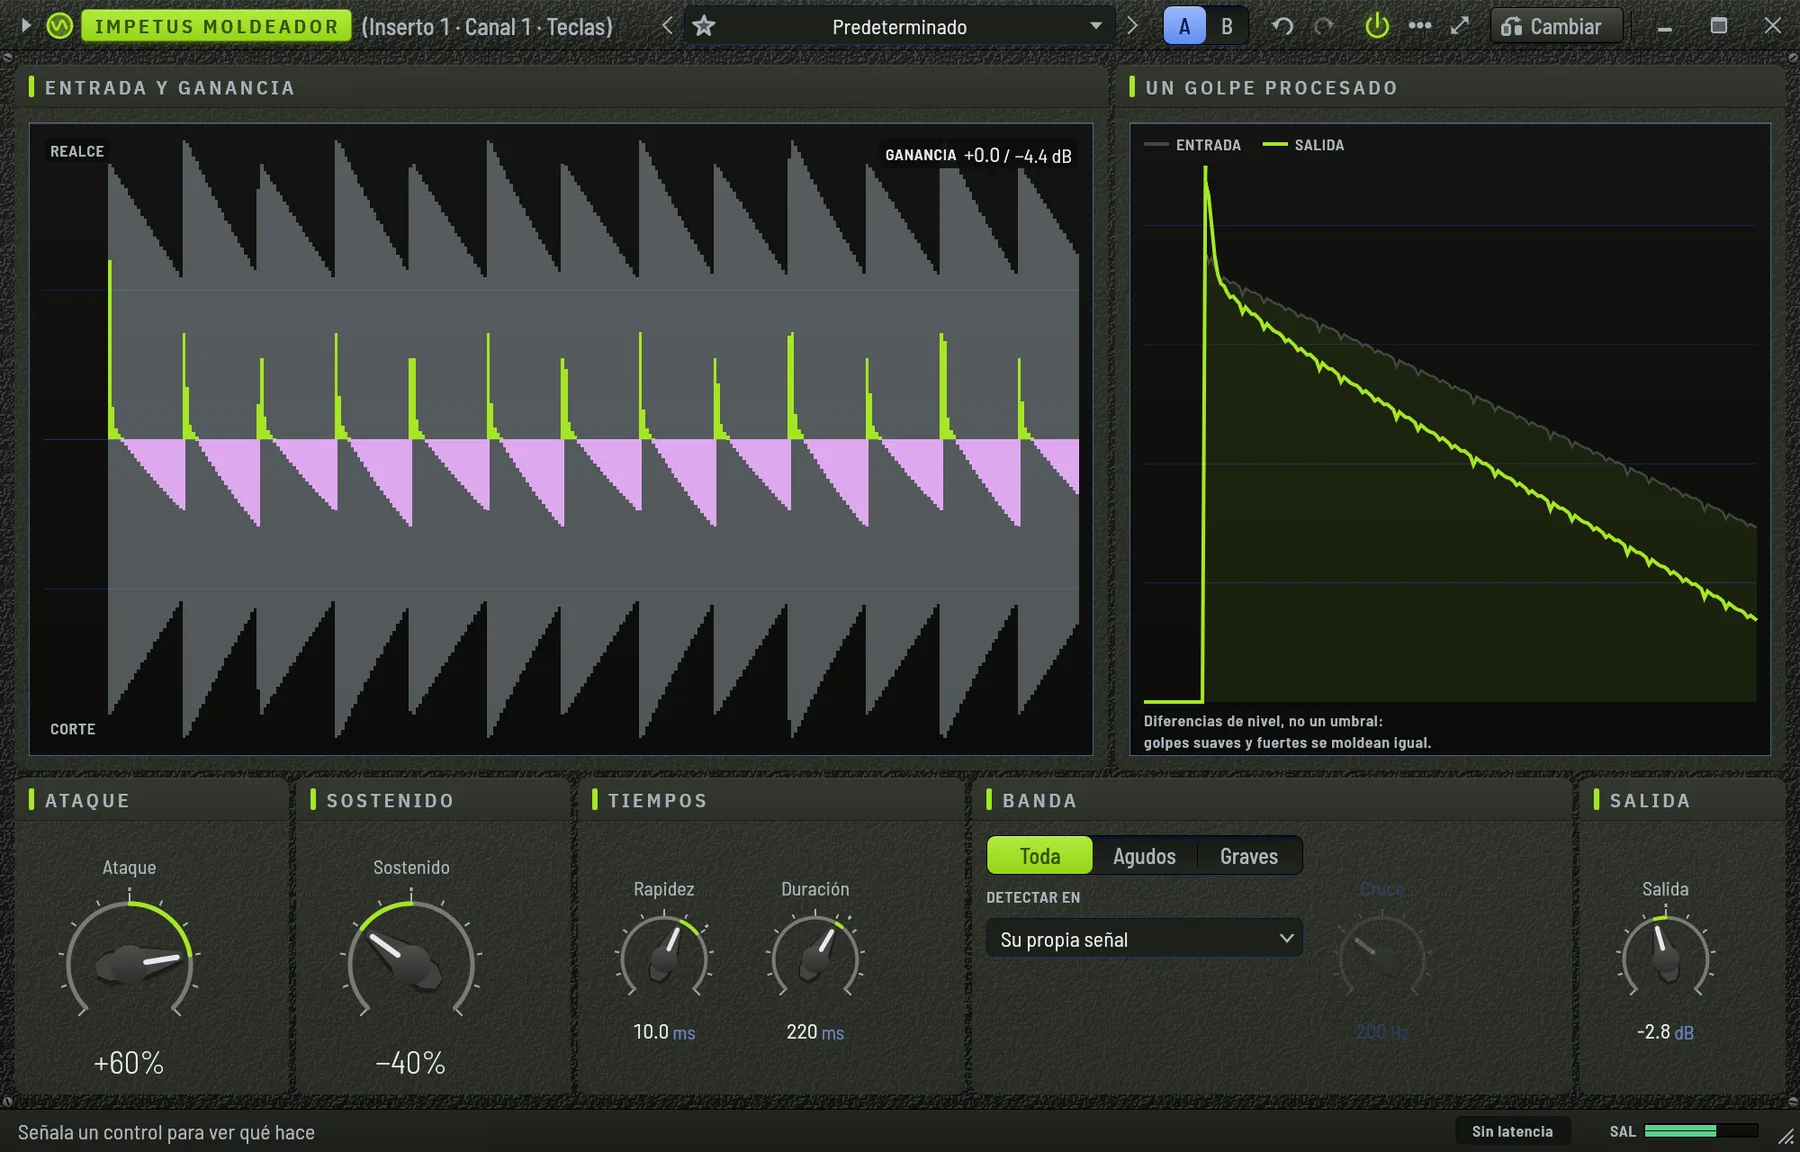 IMPETUS MOLDEADOR (Inserto 1 · Canal 1 · Teclas) Predeterminado A B Cambiar
ENTRADA Y GANANCIA
REALCE
GANANCIA +0.0 / −4.4 dB
CORTE
UN GOLPE PROCESADO
ENTRADA SALIDA
Diferencias de nivel, no un umbral:
golpes suaves y fuertes se moldean igual.
ATAQUE
Ataque
+60%
SOSTENIDO
Sostenido
−40%
TIEMPOS
Rapidez Duración
10.0 ms 220 ms
BANDA
Toda Agudos Graves
DETECTAR EN
Su propia señal
Cruce
200 Hz
SALIDA
Salida
-2.8 dB
Señala un control para ver qué hace
Sin latencia SAL